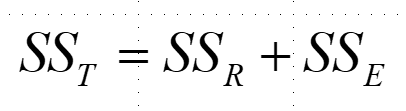 SS_T = SS_R + SS_E